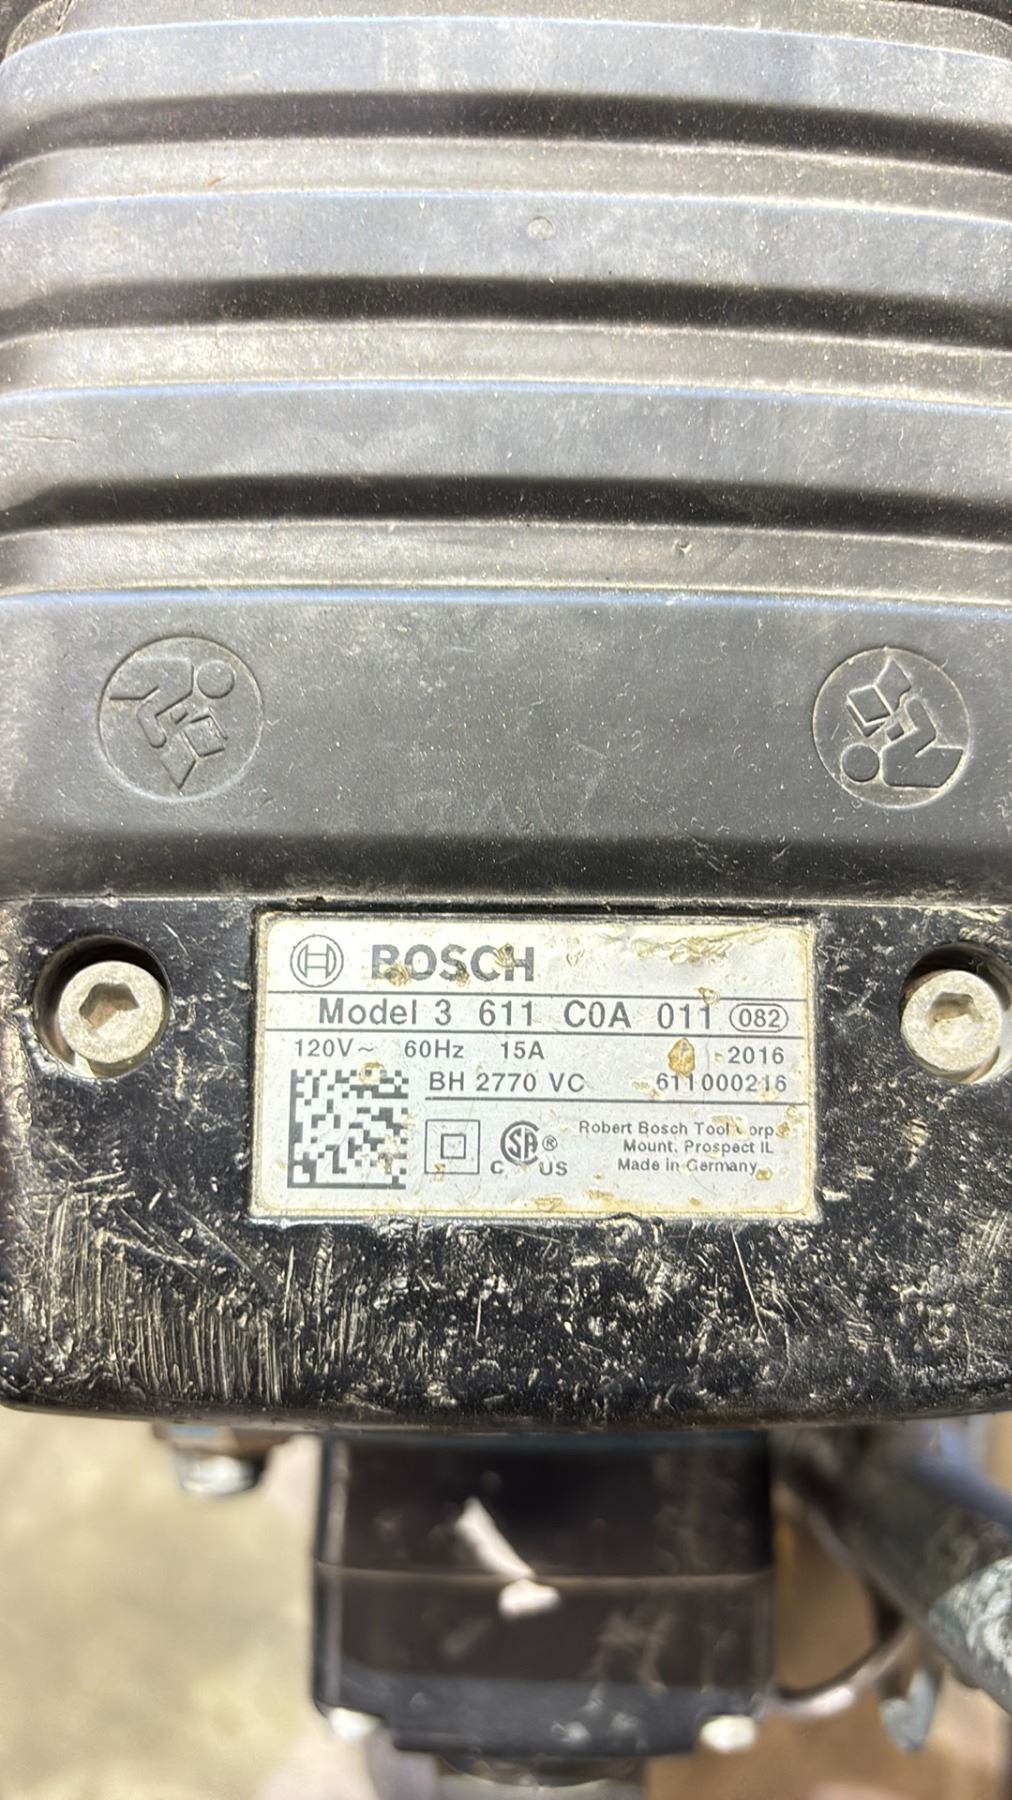 BOSCH
Model 3 611 C0A 011 082
120V~ 60Hz 15A 2016
BH 2770 VC 611000216
Robert Bosch Tool Corp.
Mount. Prospect IL
Made in Germany
SA ®
C US